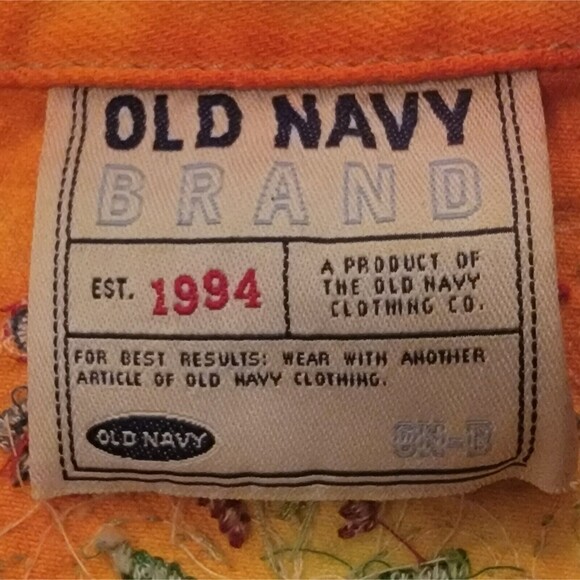 OLD NAVY
BRAND
EST. 1994
A PRODUCT OF
THE OLD NAVY
CLOTHING CO.
FOR BEST RESULTS: WEAR WITH ANOTHER
ARTICLE OF OLD NAVY CLOTHING.
OLD NAVY